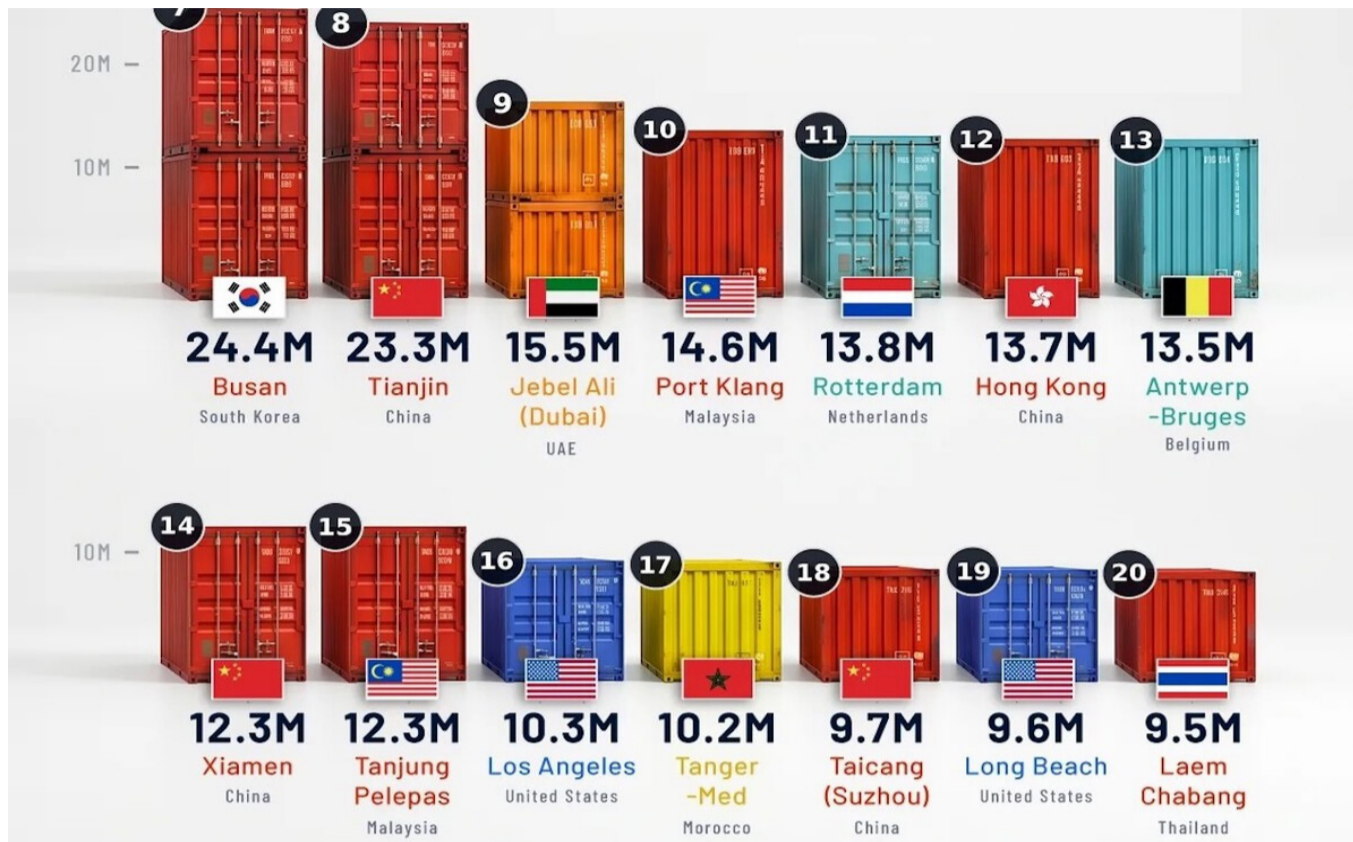 7
8
20M
9
10
11
12
13
10M
24.4M
23.3M
15.5M
14.6M
13.8M
13.7M
13.5M
Busan
South Korea
Tianjin
China
Jebel Ali
(Dubai)
UAE
Port Klang
Malaysia
Rotterdam
Netherlands
Hong Kong
China
Antwerp
-Bruges
Belgium
14
15
16
17
18
19
20
10M
12.3M
12.3M
10.3M
10.2M
9.7M
9.6M
9.5M
Xiamen
China
Tanjung
Pelepas
Malaysia
Los Angeles
United States
Tanger
-Med
Morocco
Taicang
(Suzhou)
China
Long Beach
United States
Laem
Chabang
Thailand